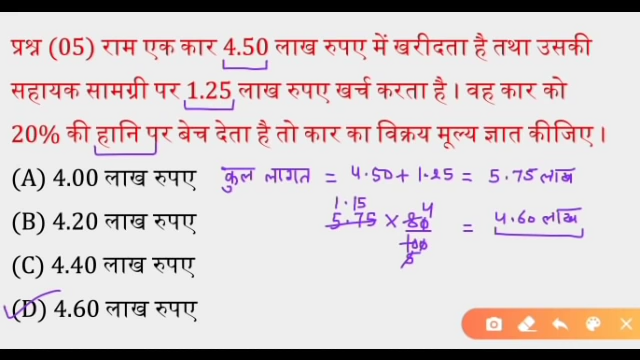 प्रश्न (05) राम एक कार 4.50 लाख रुपए में खरीदता है तथा उसकी
सहायक सामग्री पर 1.25 लाख रुपए खर्च करता है। वह कार को
20% की हानि पर बेच देता है तो कार का विक्रय मूल्य ज्ञात कीजिए।
(A) 4.00 लाख रुपए
कुल लागत = 4.50 + 1.25 = 5.75 लाख
1.15 4
(B) 4.20 लाख रुपए
5.75 × 80/100 = 4.60 लाख
5
(C) 4.40 लाख रुपए
(D) 4.60 लाख रुपए